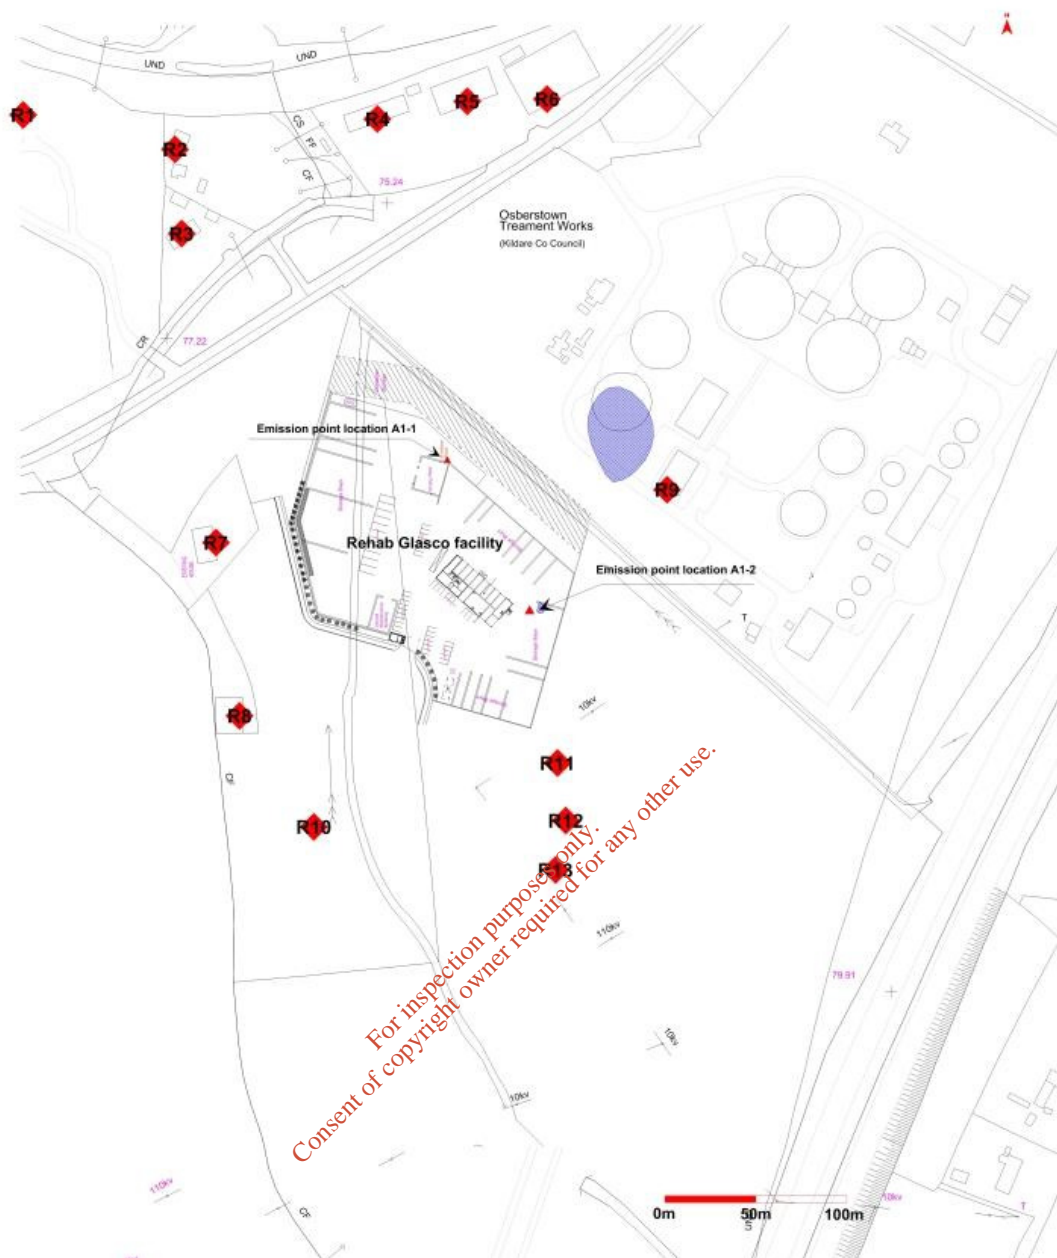 N
UND
UND
R1
R2
R3
R4
R5
R6
CS
FF
CF
75.24
Osberstown
Treament Works
(Kildare Co Council)
CR
77.22
Emission point location A1-1
R9
R7
Rehab Glasco facility
Emission point location A1-2
T
R8
10kv
CF
R11
R10
R12
R13
110kv
79.91
10kv
10kv
110kv
CF
10kv
T
0m
50m
100m
For inspection purposes only.
Consent of copyright owner required for any other use.